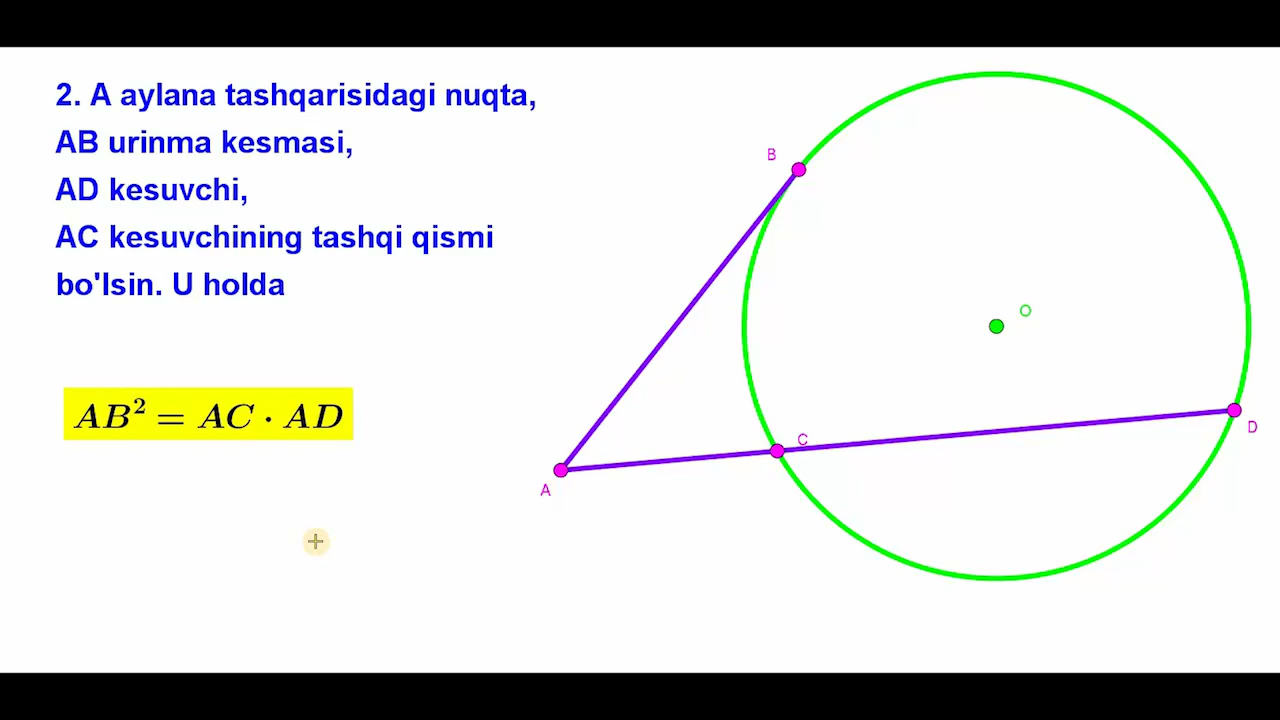 2. A aylana tashqarisidagi nuqta,
AB urinma kesmasi,
AD kesuvchi,
AC kesuvchining tashqi qismi
bo'lsin. U holda
AB² = AC · AD
B
O
C
D
A